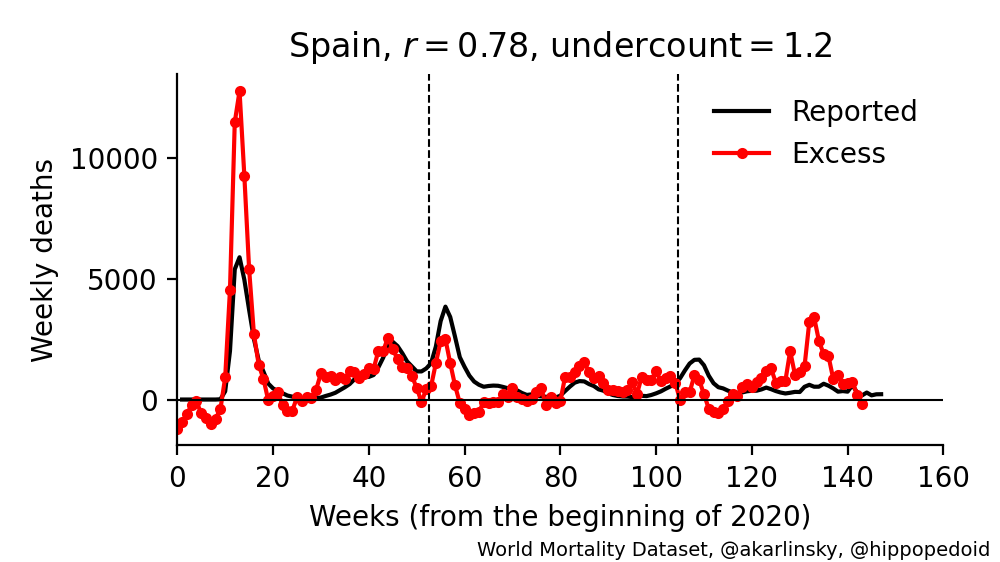 Spain, r = 0.78, undercount = 1.2
Reported
Excess
Weekly deaths
10000
5000
0
0 20 40 60 80 100 120 140 160
Weeks (from the beginning of 2020)
World Mortality Dataset, @akarlinsky, @hippopedoid